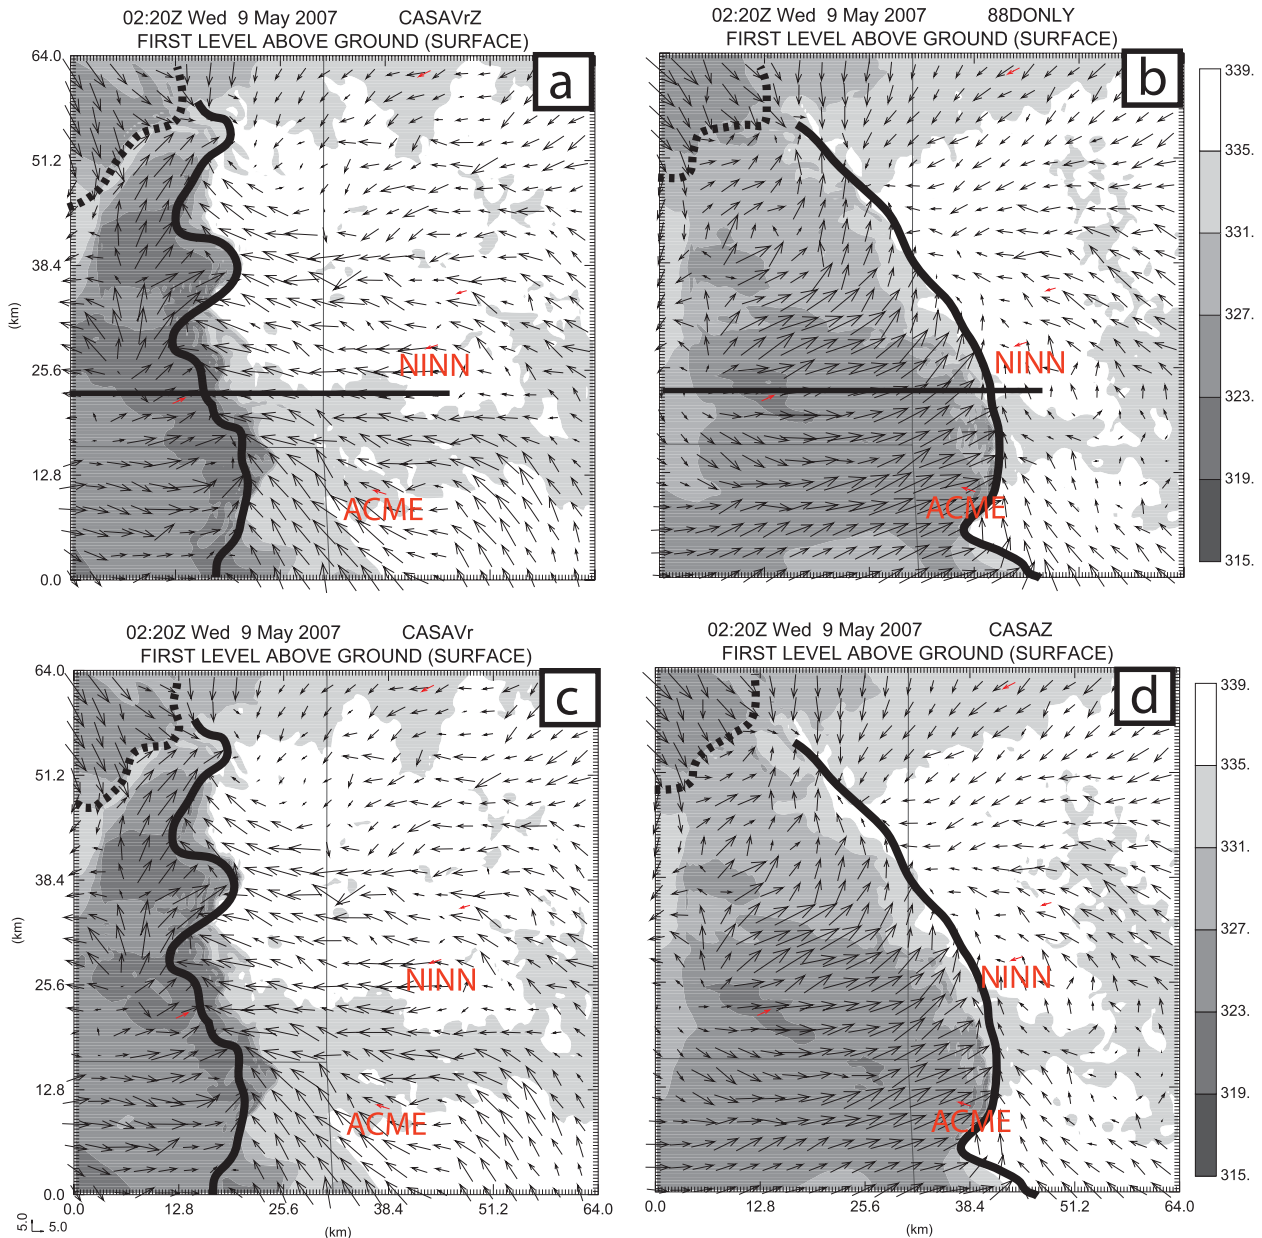 02:20Z Wed 9 May 2007 CASAVrZ
FIRST LEVEL ABOVE GROUND (SURFACE)
a
64.0
51.2
38.4
25.6
12.8
0.0
(km)
NINN
ACME
02:20Z Wed 9 May 2007 88DONLY
FIRST LEVEL ABOVE GROUND (SURFACE)
b
NINN
ACME
339.
335.
331.
327.
323.
319.
315.
02:20Z Wed 9 May 2007 CASAVr
FIRST LEVEL ABOVE GROUND (SURFACE)
c
64.0
51.2
38.4
25.6
12.8
0.0
(km)
NINN
ACME
0.0 12.8 25.6 38.4 51.2 64.0
(km)
5.0
5.0
02:20Z Wed 9 May 2007 CASAZ
FIRST LEVEL ABOVE GROUND (SURFACE)
d
NINN
ACME
0.0 12.8 25.6 38.4 51.2 64.0
(km)
339.
335.
331.
327.
323.
319.
315.